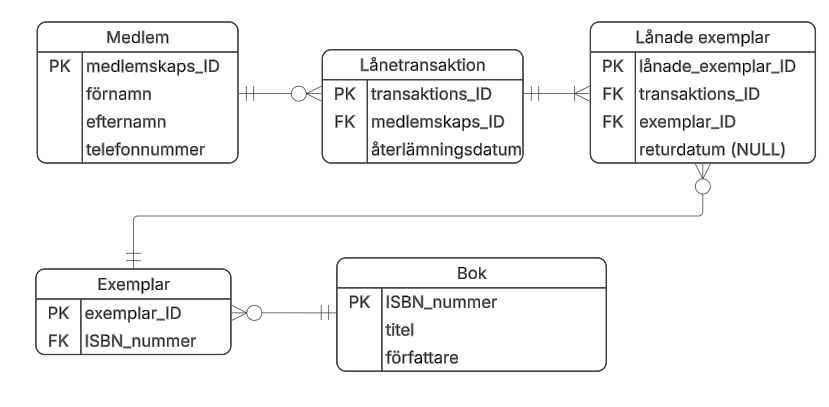 Medlem
PK medlemskaps_ID
förnamn
efternamn
telefonnummer
Lånetransaktion
PK transaktions_ID
FK medlemskaps_ID
återlämningsdatum
Lånade exemplar
PK lånade_exemplar_ID
FK transaktions_ID
FK exemplar_ID
returdatum (NULL)
Exemplar
PK exemplar_ID
FK ISBN_nummer
Bok
PK ISBN_nummer
titel
författare